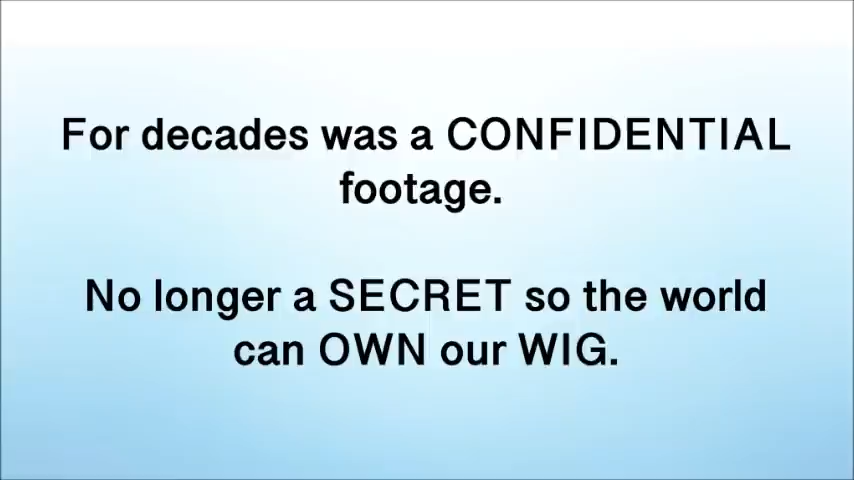 For decades was a CONFIDENTIAL
footage.
No longer a SECRET so the world
can OWN our WIG.